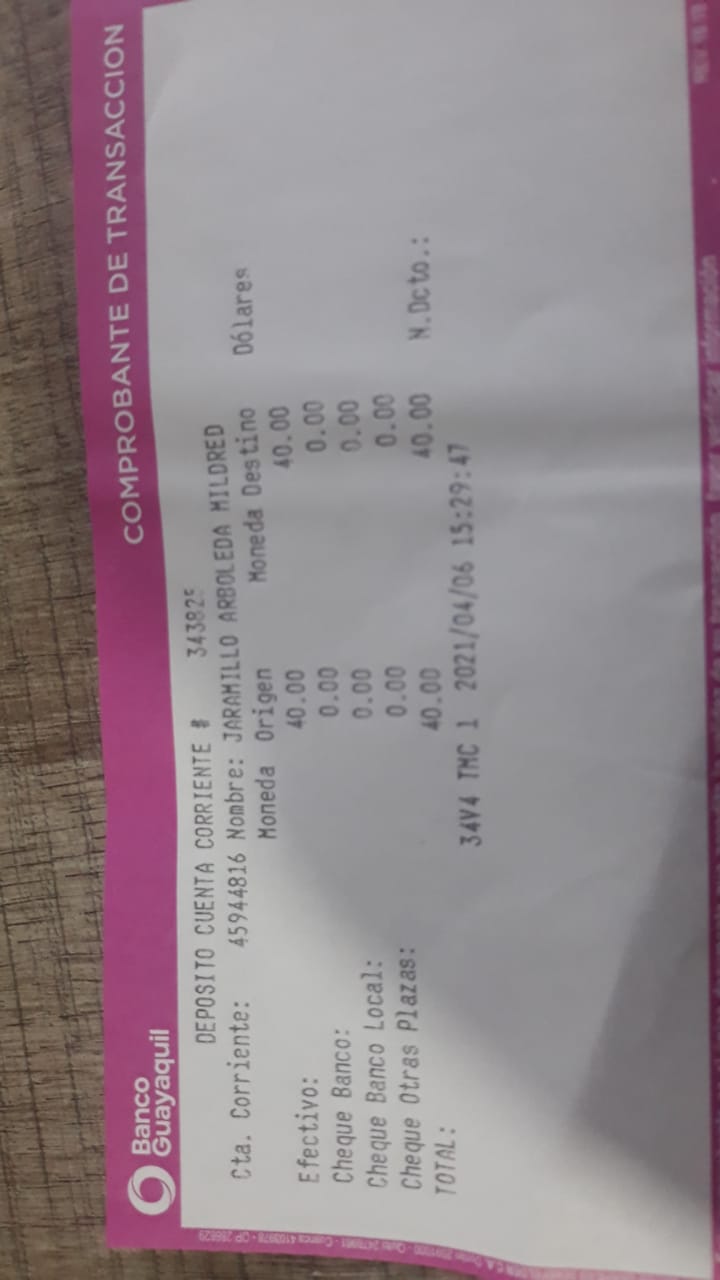 Banco
Guayaquil
COMPROBANTE DE TRANSACCION
DEPOSITO CUENTA CORRIENTE # 343825
Cta. Corriente: 45944816 Nombre: JARAMILLO ARBOLEDA MILDRED
Moneda Origen Moneda Destino Dólares
Efectivo: 40.00 40.00
Cheque Banco: 0.00 0.00
Cheque Banco Local: 0.00 0.00
Cheque Otras Plazas: 0.00 0.00
TOTAL: 40.00 40.00 N.Dcto.:
34V4 TMC 1 2021/04/06 15:29:47